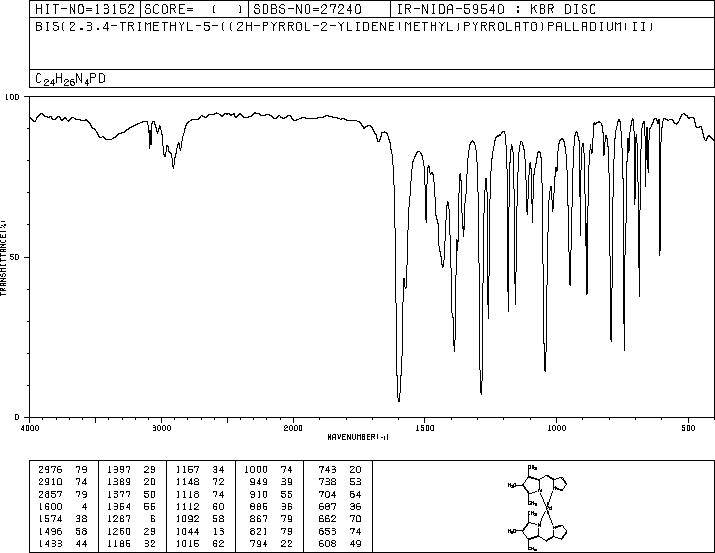 HIT-NO=13152 SCORE= ( ) SDBS-NO=27240 IR-NIDA-59540 : KBR DISC
BIS(2,3,4-TRIMETHYL-5-((2H-PYRROL-2-YLIDENE(METHYL)PYRROLATO)PALLADIUM(II)
C24H26N4PD
100
50
0
TRANSMITTANCE(%)
4000 3000 2000 1500 1000 500
WAVENUMBER(-1)
2976 79 1397 29 1157 34 1000 74 743 20
2910 74 1389 20 1148 72 949 39 738 53
2857 79 1377 50 1118 74 910 55 704 64
1600 4 1354 55 1112 60 886 36 687 36
1574 38 1287 6 1092 58 867 79 662 70
1496 58 1260 29 1044 13 821 79 653 74
1433 44 1185 32 1015 62 794 22 608 49